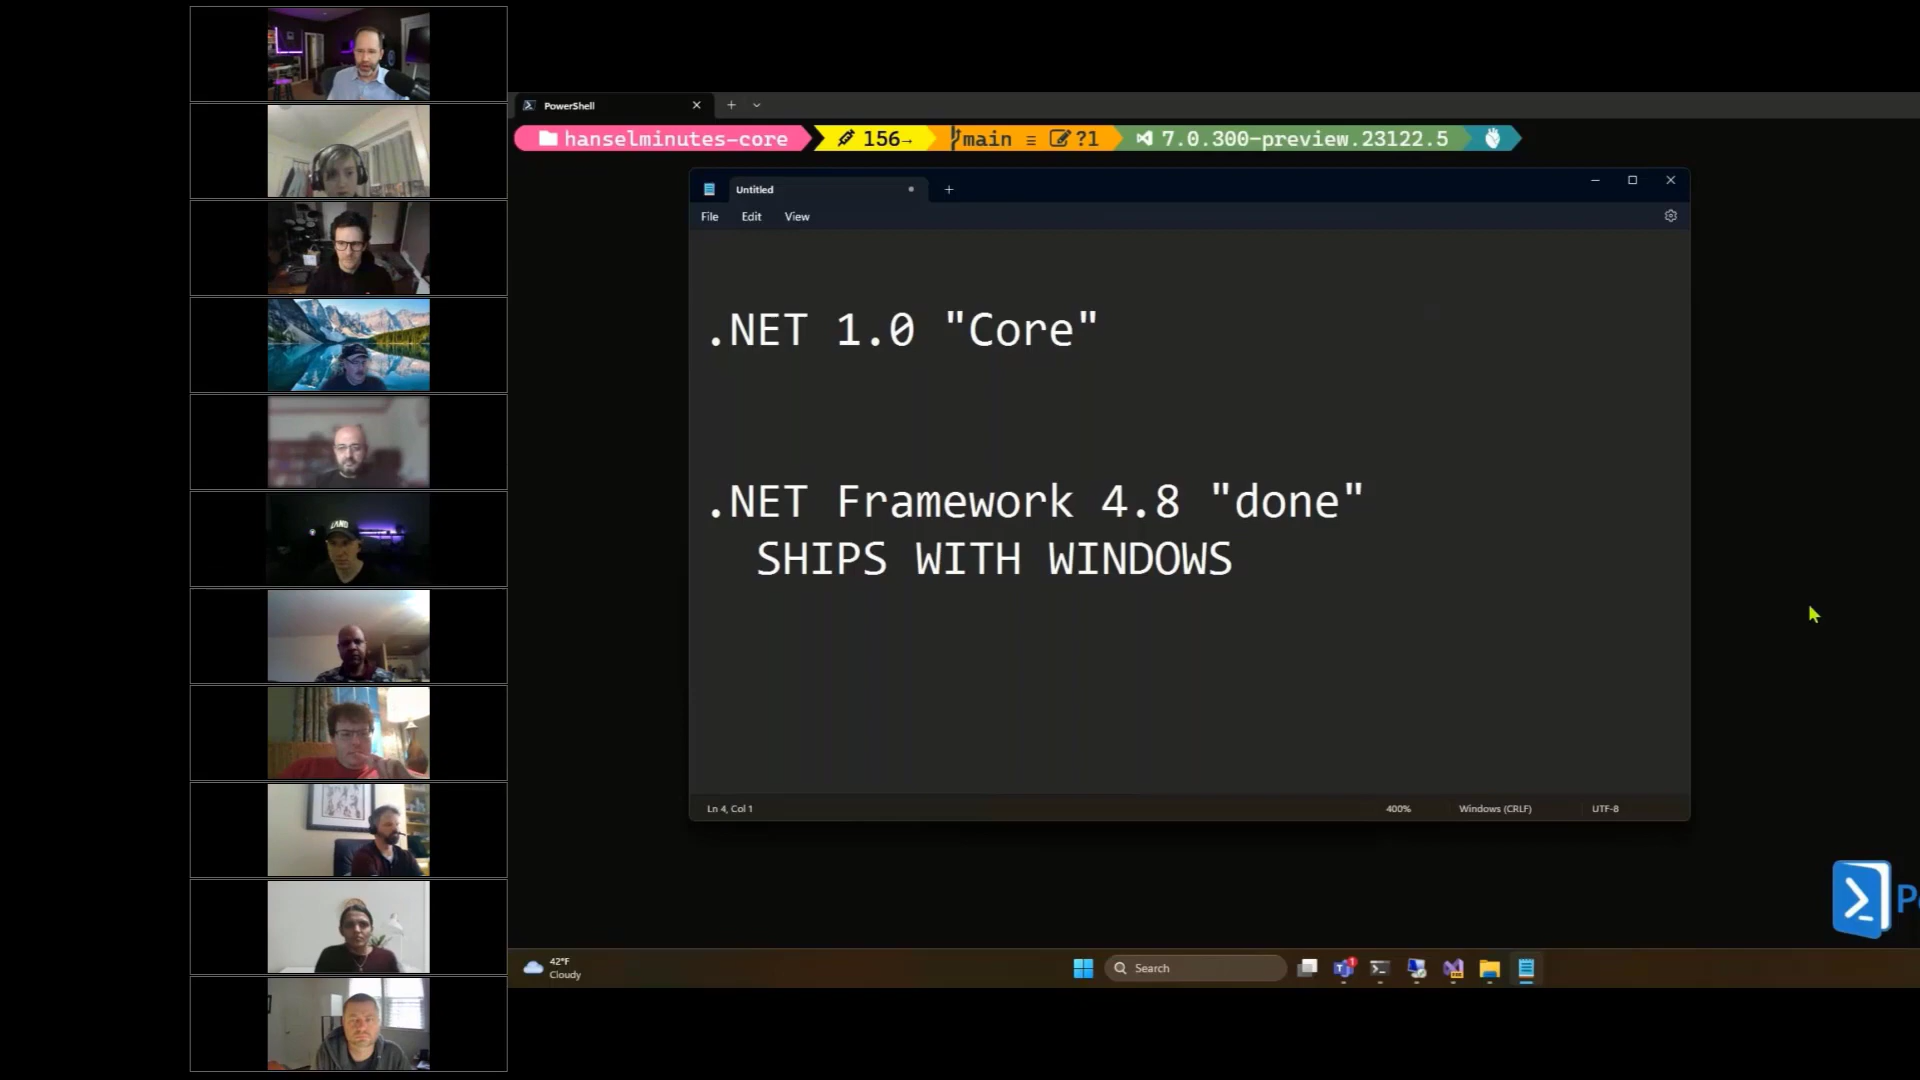 PowerShell
hanselminutes-core 156→ main ≡ ?1 7.0.300-preview.23122.5
Untitled
File Edit View
.NET 1.0 "Core"
.NET Framework 4.8 "done"
SHIPS WITH WINDOWS
Ln 4, Col 1 400% Windows (CRLF) UTF-8
42°F
Cloudy
Search